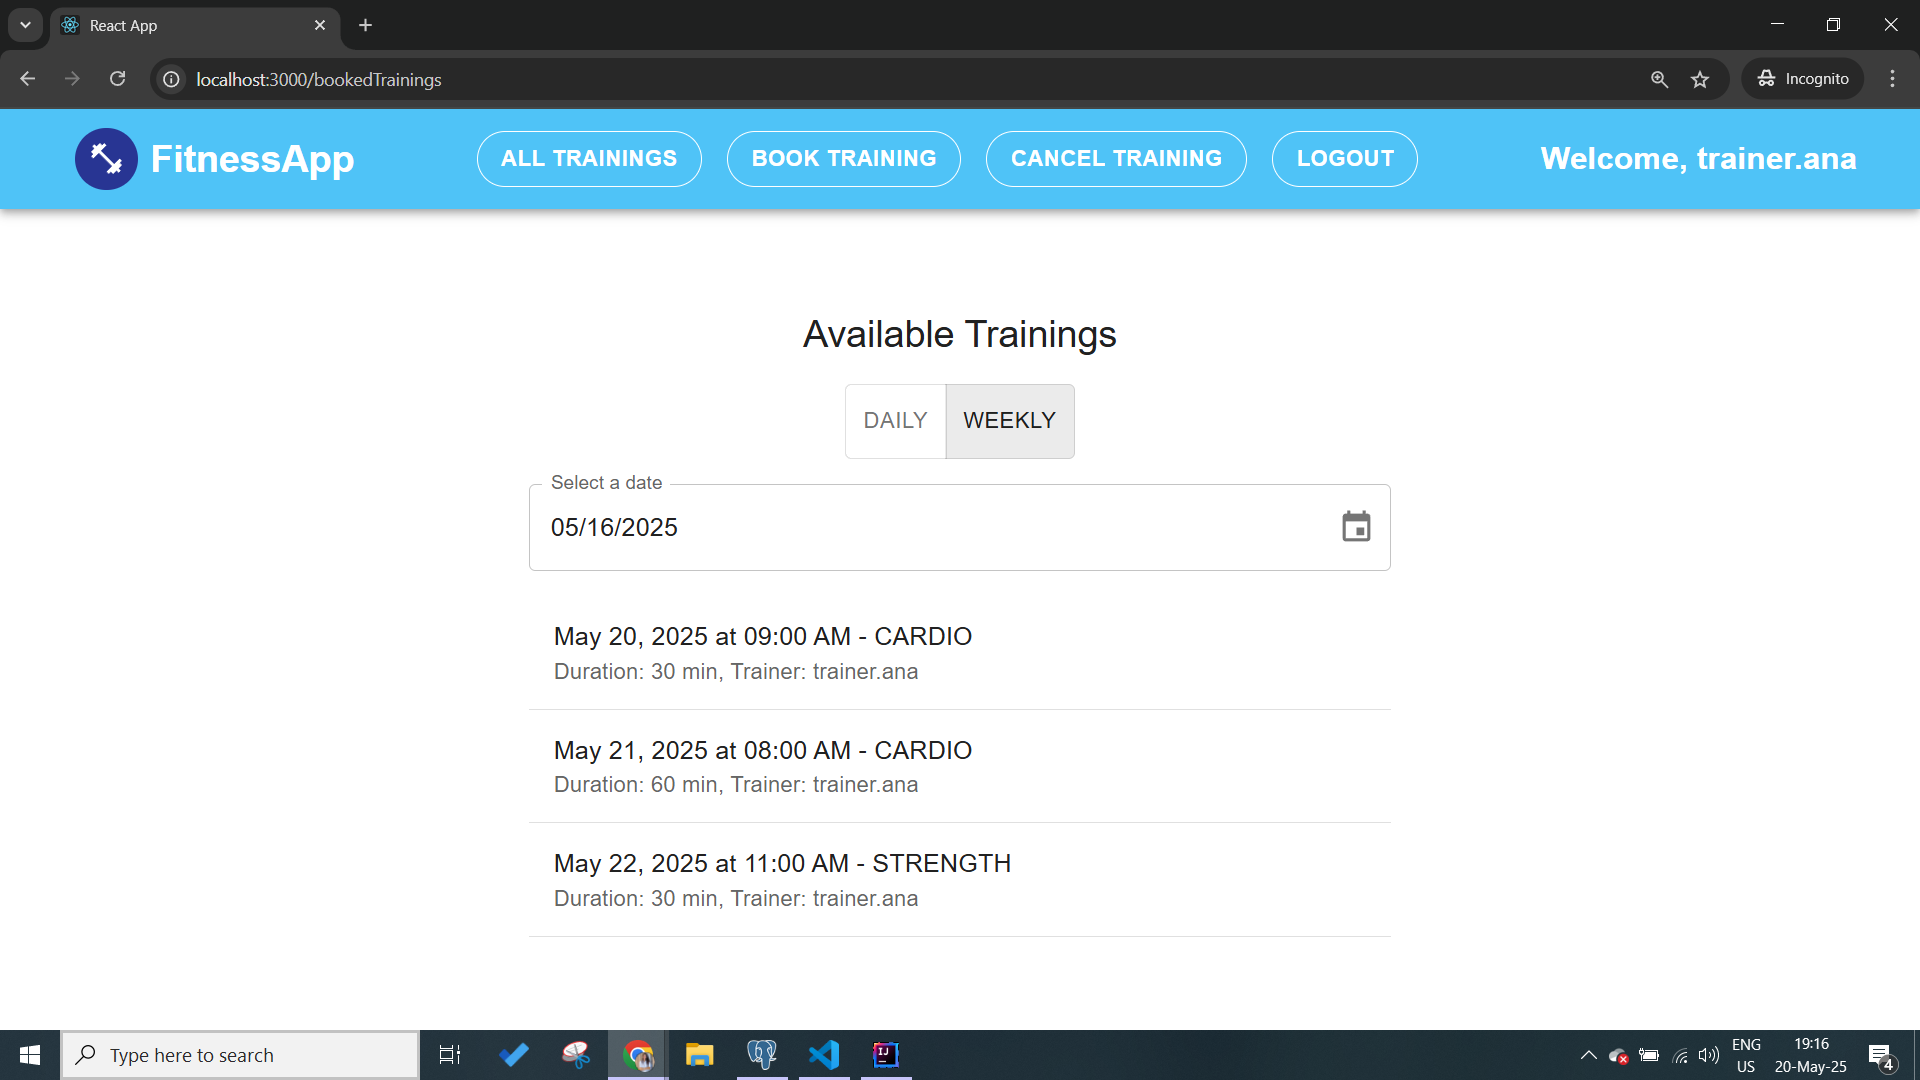 React App
localhost:3000/bookedTrainings
Incognito
FitnessApp
ALL TRAININGS
BOOK TRAINING
CANCEL TRAINING
LOGOUT
Welcome, trainer.ana
Available Trainings
DAILY
WEEKLY
Select a date
05/16/2025
May 20, 2025 at 09:00 AM - CARDIO
Duration: 30 min, Trainer: trainer.ana
May 21, 2025 at 08:00 AM - CARDIO
Duration: 60 min, Trainer: trainer.ana
May 22, 2025 at 11:00 AM - STRENGTH
Duration: 30 min, Trainer: trainer.ana
Type here to search
IJ
ENG
US
19:16
20-May-25
4